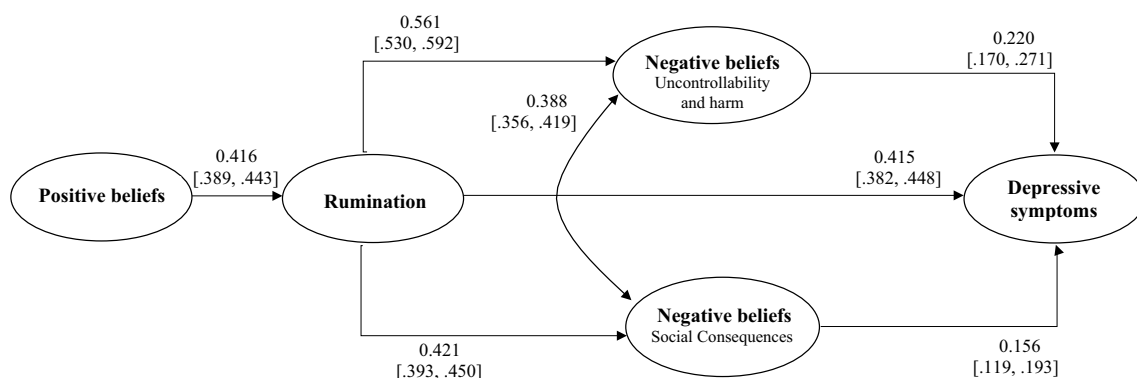 0.561
[.530, .592]
Negative beliefs
Uncontrollability
and harm
0.220
[.170, .271]
0.388
[.356, .419]
Positive beliefs
0.416
[.389, .443]
Rumination
0.415
[.382, .448]
Depressive
symptoms
Negative beliefs
Social Consequences
0.421
[.393, .450]
0.156
[.119, .193]